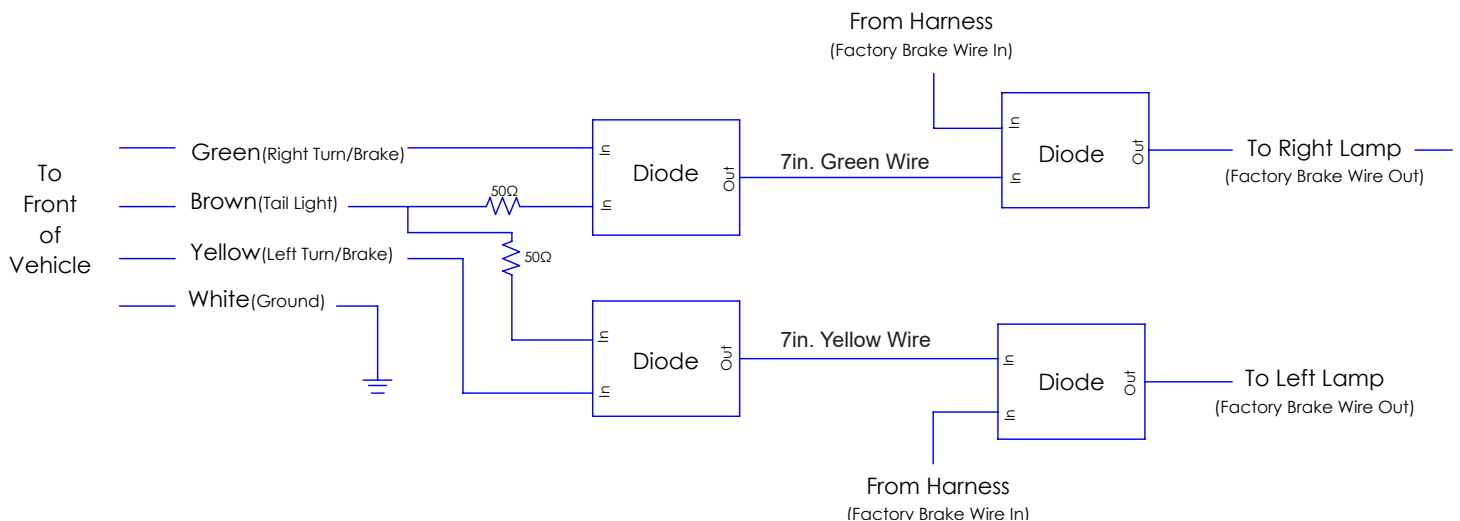 From Harness
(Factory Brake Wire In)
To
Front
of
Vehicle
Green(Right Turn/Brake)
Brown(Tail Light)
Yellow(Left Turn/Brake)
White(Ground)
50Ω
50Ω
In
In
Diode
Out
7in. Green Wire
In
In
Diode
Out
To Right Lamp
(Factory Brake Wire Out)
In
In
Diode
Out
7in. Yellow Wire
In
In
Diode
Out
To Left Lamp
(Factory Brake Wire Out)
From Harness
(Factory Brake Wire In)